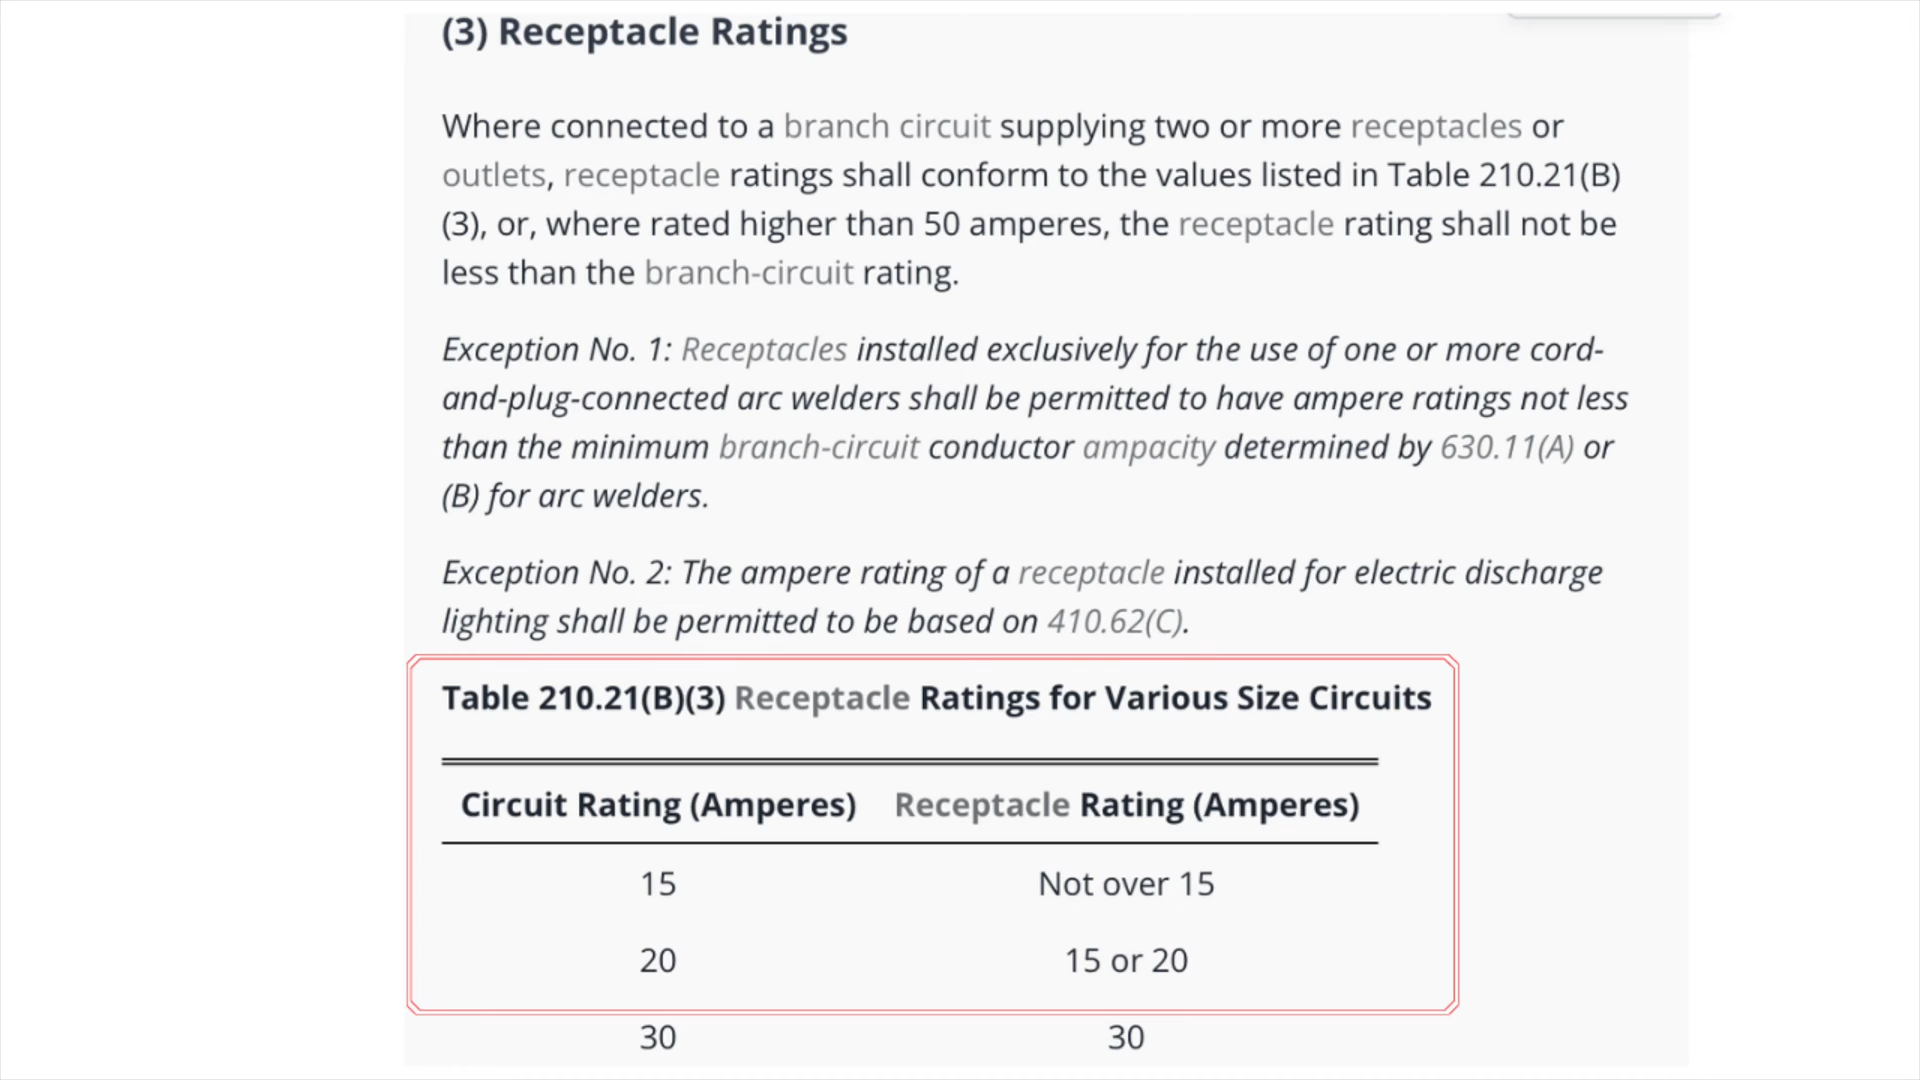 (3) Receptacle Ratings
Where connected to a branch circuit supplying two or more receptacles or
outlets, receptacle ratings shall conform to the values listed in Table 210.21(B)
(3), or, where rated higher than 50 amperes, the receptacle rating shall not be
less than the branch-circuit rating.
Exception No. 1: Receptacles installed exclusively for the use of one or more cord-
and-plug-connected arc welders shall be permitted to have ampere ratings not less
than the minimum branch-circuit conductor ampacity determined by 630.11(A) or
(B) for arc welders.
Exception No. 2: The ampere rating of a receptacle installed for electric discharge
lighting shall be permitted to be based on 410.62(C).
Table 210.21(B)(3) Receptacle Ratings for Various Size Circuits
Circuit Rating (Amperes) Receptacle Rating (Amperes)
15 Not over 15
20 15 or 20
30 30